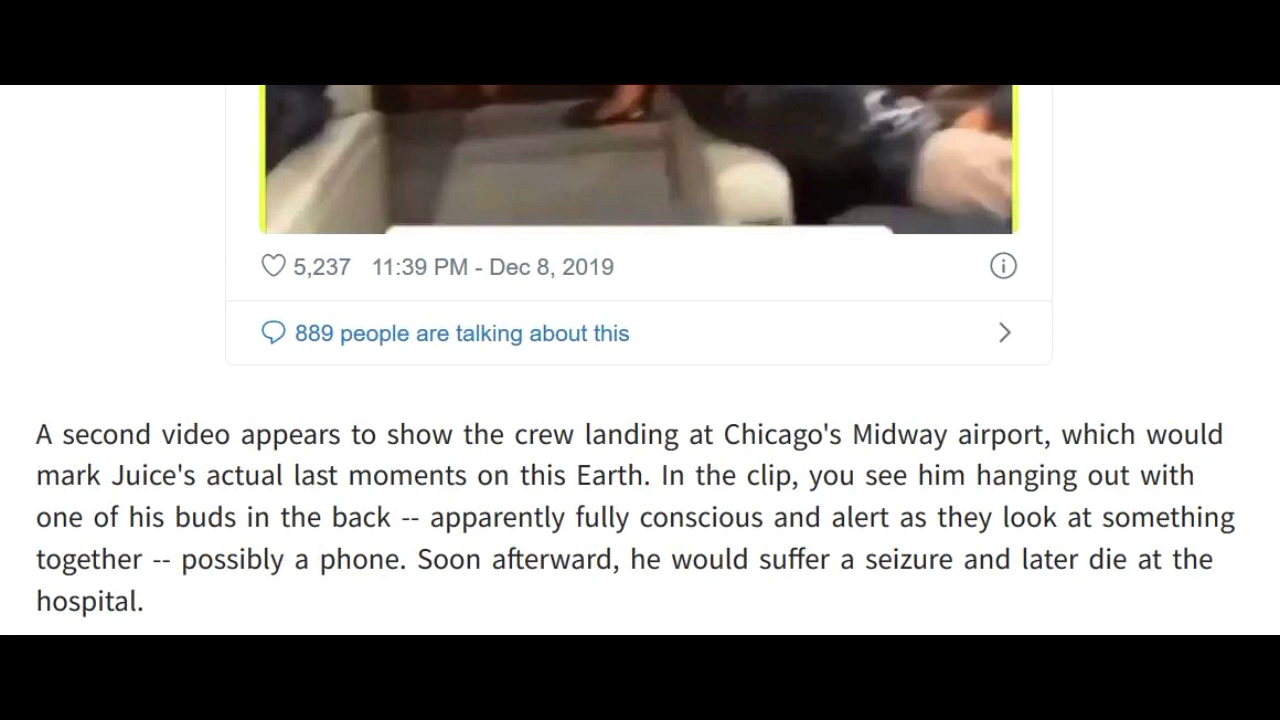 5,237 11:39 PM - Dec 8, 2019
889 people are talking about this
A second video appears to show the crew landing at Chicago's Midway airport, which would
mark Juice's actual last moments on this Earth. In the clip, you see him hanging out with
one of his buds in the back -- apparently fully conscious and alert as they look at something
together -- possibly a phone. Soon afterward, he would suffer a seizure and later die at the
hospital.